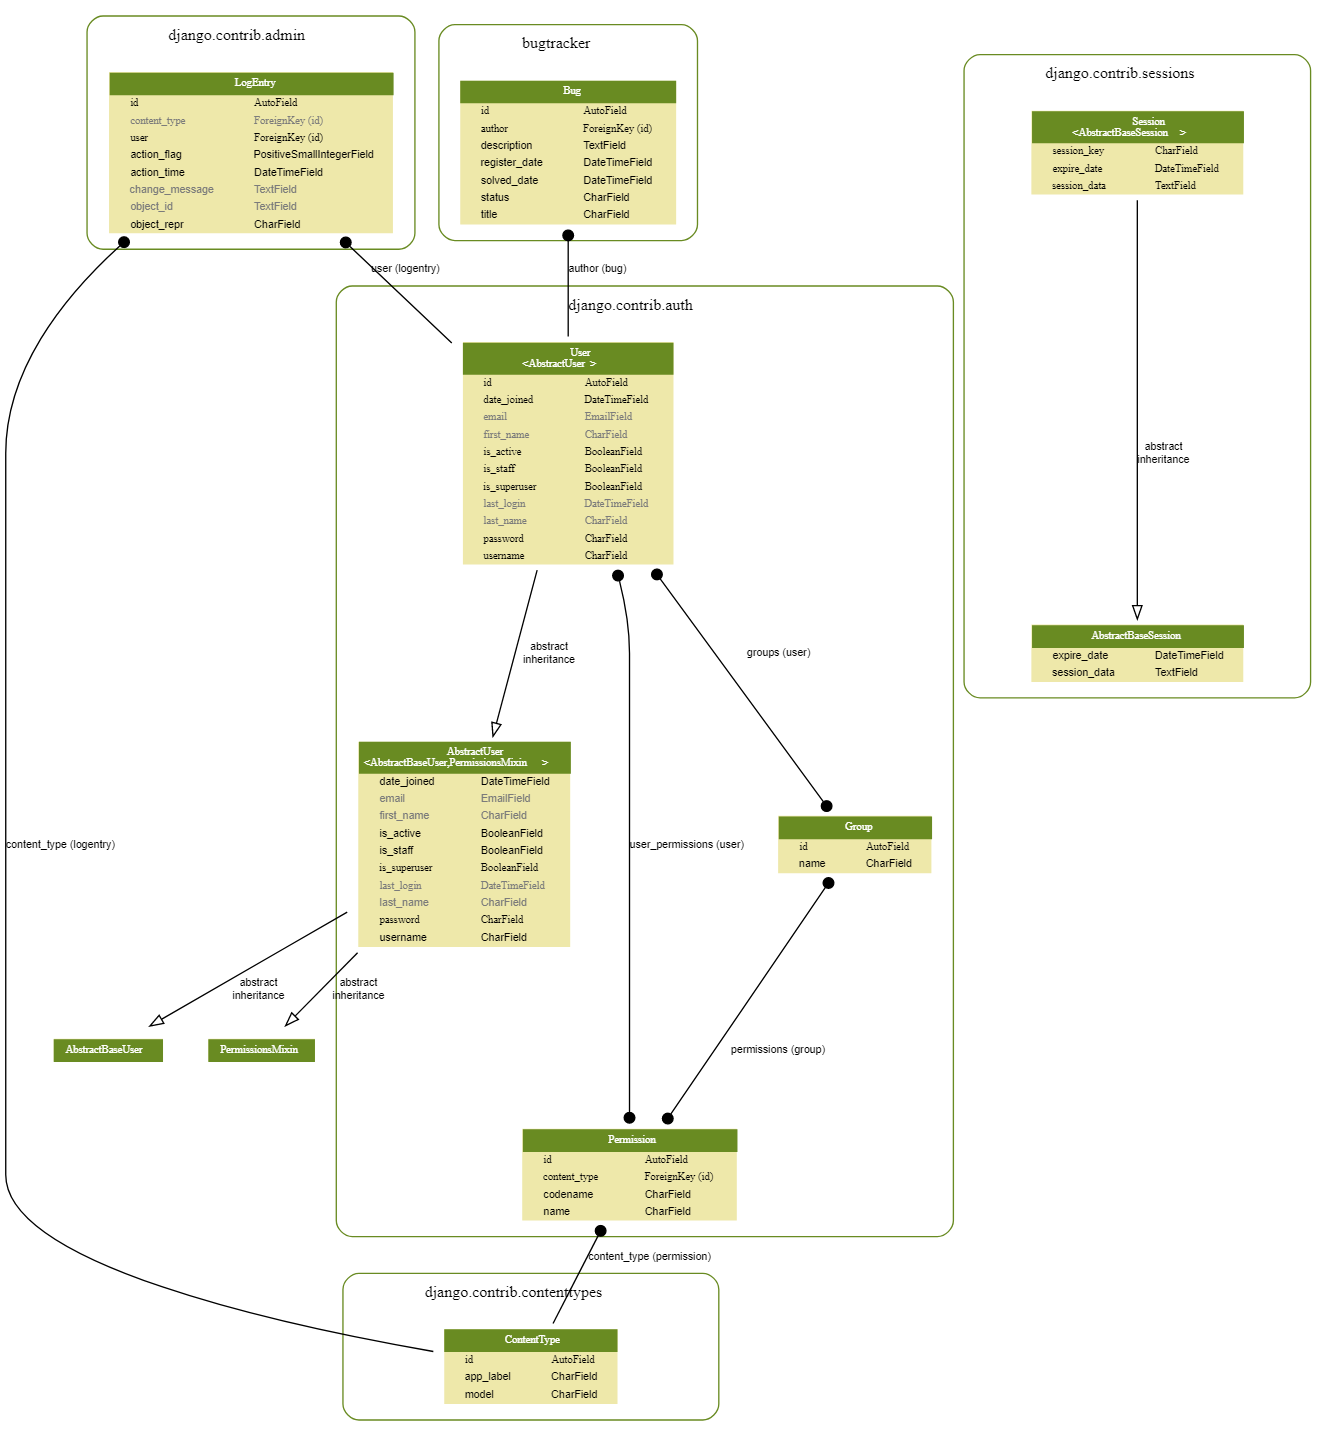 django.contrib.admin
LogEntry
id AutoField
content_type ForeignKey (id)
user ForeignKey (id)
action_flag PositiveSmallIntegerField
action_time DateTimeField
change_message TextField
object_id TextField
object_repr CharField
bugtracker
Bug
id AutoField
author ForeignKey (id)
description TextField
register_date DateTimeField
solved_date DateTimeField
status CharField
title CharField
django.contrib.sessions
Session
<AbstractBaseSession >
session_key CharField
expire_date DateTimeField
session_data TextField
user (logentry)
author (bug)
django.contrib.auth
User
<AbstractUser >
id AutoField
date_joined DateTimeField
email EmailField
first_name CharField
is_active BooleanField
is_staff BooleanField
is_superuser BooleanField
last_login DateTimeField
last_name CharField
password CharField
username CharField
abstract
inheritance
AbstractBaseSession
expire_date DateTimeField
session_data TextField
abstract
inheritance
groups (user)
AbstractUser
<AbstractBaseUser,PermissionsMixin >
date_joined DateTimeField
email EmailField
first_name CharField
is_active BooleanField
is_staff BooleanField
is_superuser BooleanField
last_login DateTimeField
last_name CharField
password CharField
username CharField
content_type (logentry)
user_permissions (user)
Group
id AutoField
name CharField
abstract
inheritance
abstract
inheritance
AbstractBaseUser
PermissionsMixin
permissions (group)
Permission
id AutoField
content_type ForeignKey (id)
codename CharField
name CharField
content_type (permission)
django.contrib.contenttypes
ContentType
id AutoField
app_label CharField
model CharField